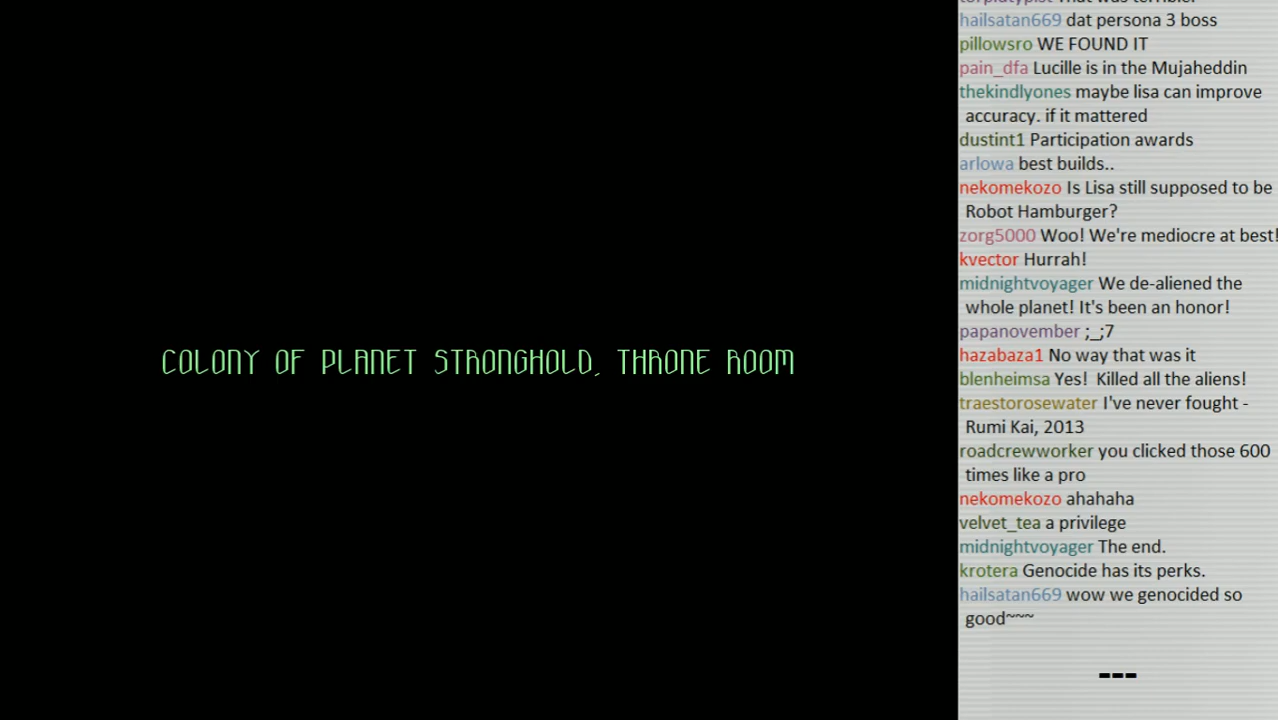 COLONY OF PLANET STRONGHOLD, THRONE ROOM
hailsatan669 dat persona 3 boss
pillowsro WE FOUND IT
pain_dfa Lucille is in the Mujaheddin
thekindlyones maybe lisa can improve
accuracy. if it mattered
dustint1 Participation awards
arlowa best builds..
nekomekozo Is Lisa still supposed to be
Robot Hamburger?
zorg5000 Woo! We're mediocre at best!
kvector Hurrah!
midnightvoyager We de-aliened the
whole planet! It's been an honor!
papanovember ;_;7
hazabaza1 No way that was it
blenheimsa Yes! Killed all the aliens!
traestorosewater I've never fought -
Rumi Kai, 2013
roadcrewworker you clicked those 600
times like a pro
nekomekozo ahahaha
velvet_tea a privilege
midnightvoyager The end.
krotera Genocide has its perks.
hailsatan669 wow we genocided so
good~~~
---